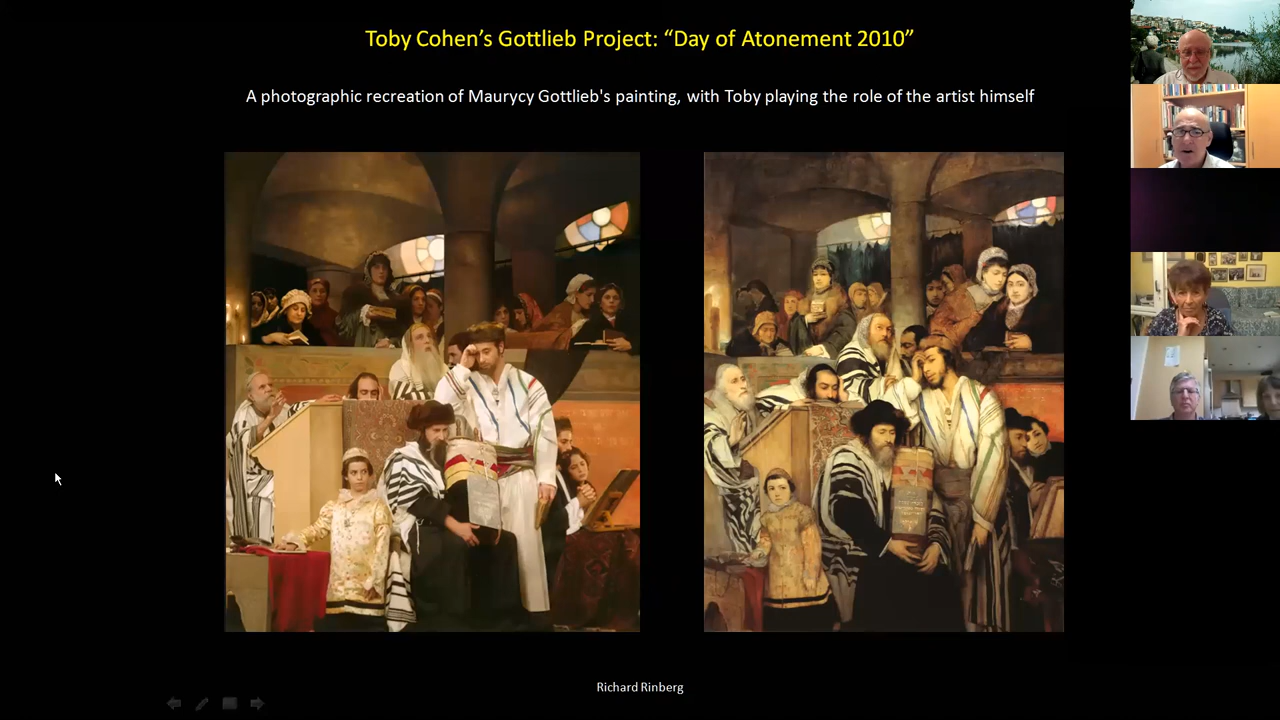 Toby Cohen’s Gottlieb Project: “Day of Atonement 2010”
A photographic recreation of Maurycy Gottlieb's painting, with Toby playing the role of the artist himself
Richard Rinberg